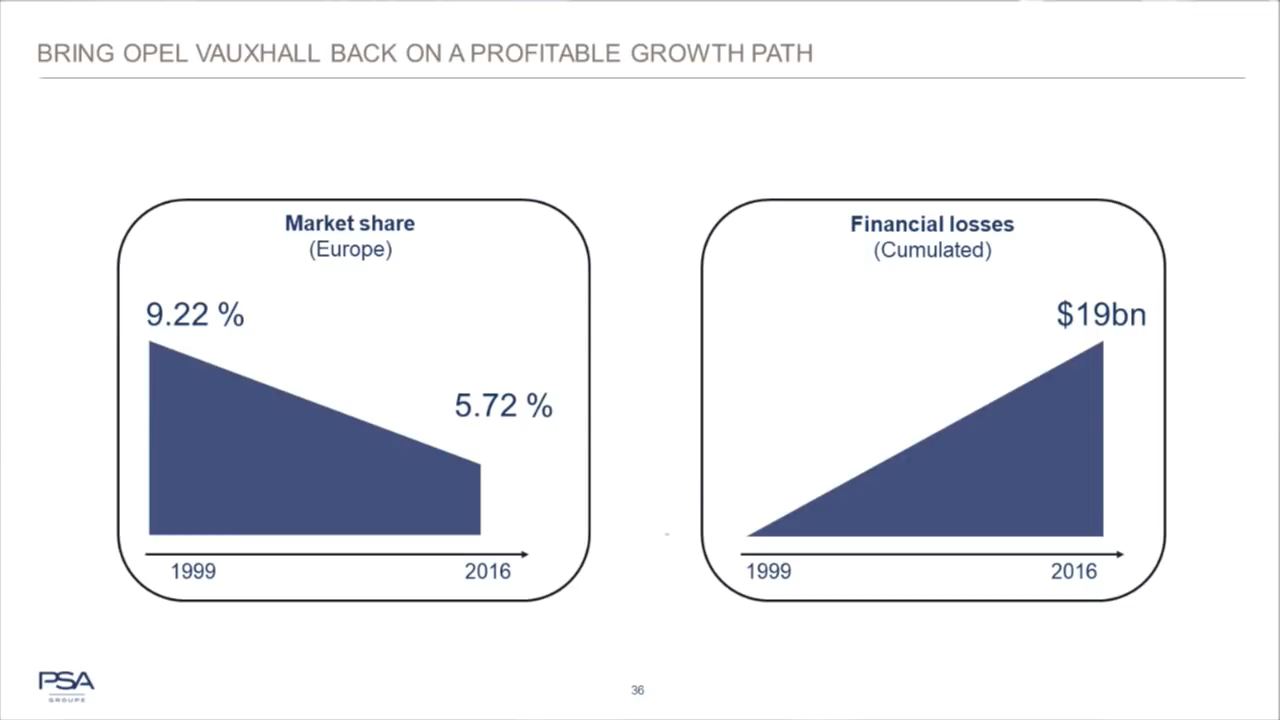 BRING OPEL VAUXHALL BACK ON A PROFITABLE GROWTH PATH
Market share
(Europe)
9.22 %
5.72 %
1999
2016
Financial losses
(Cumulated)
$19bn
1999
2016
PSA
GROUPE
36